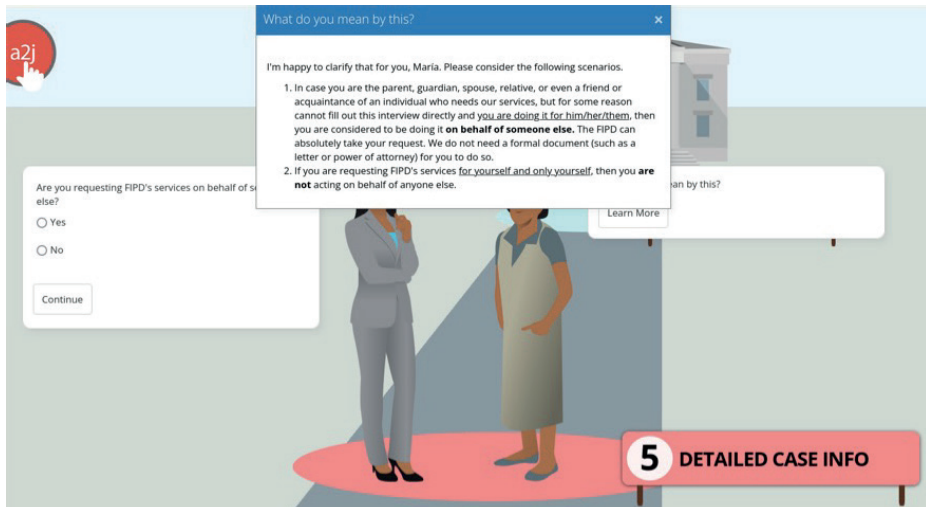 What do you mean by this? ×
a2j
I'm happy to clarify that for you, María. Please consider the following scenarios.
1. In case you are the parent, guardian, spouse, relative, or even a friend or
acquaintance of an individual who needs our services, but for some reason
cannot fill out this interview directly and you are doing it for him/her/them, then
you are considered to be doing it on behalf of someone else. The FIPD can
absolutely take your request. We do not need a formal document (such as a
letter or power of attorney) for you to do so.
2. If you are requesting FIPD's services for yourself and only yourself, then you are
not acting on behalf of anyone else.
Are you requesting FIPD's services on behalf of s
else?
Yes
No
Continue
an by this?
Learn More
5 DETAILED CASE INFO